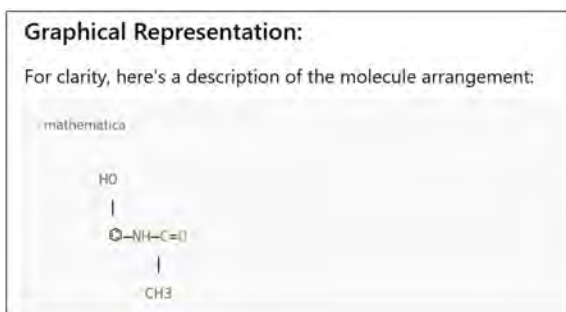 Graphical Representation:
For clarity, here's a description of the molecule arrangement:
mathematica
HO
|
⌬–NH–C=O
|
CH3